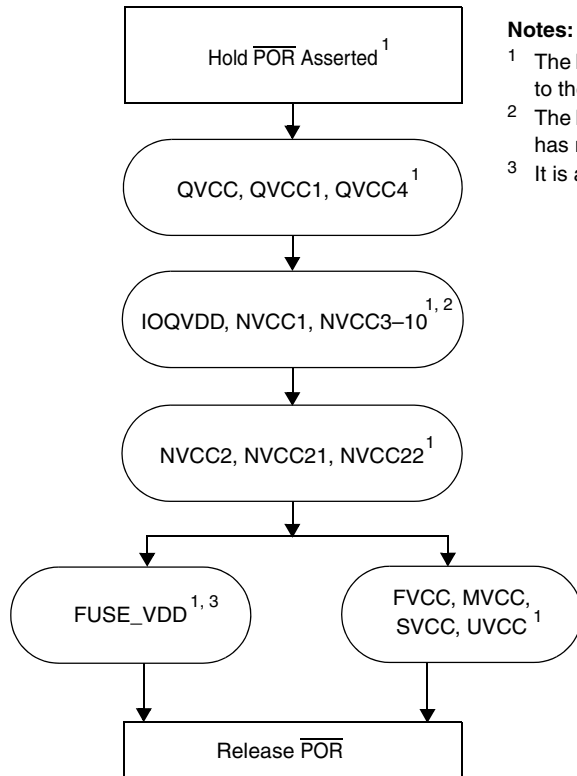 Hold POR Asserted 1
QVCC, QVCC1, QVCC4 1
IOQVDD, NVCC1, NVCC3–10 1, 2
NVCC2, NVCC21, NVCC22 1
FUSE_VDD 1, 3
FVCC, MVCC,
SVCC, UVCC 1
Release POR
Notes:
1 The
to the
2 The
has
3 It is